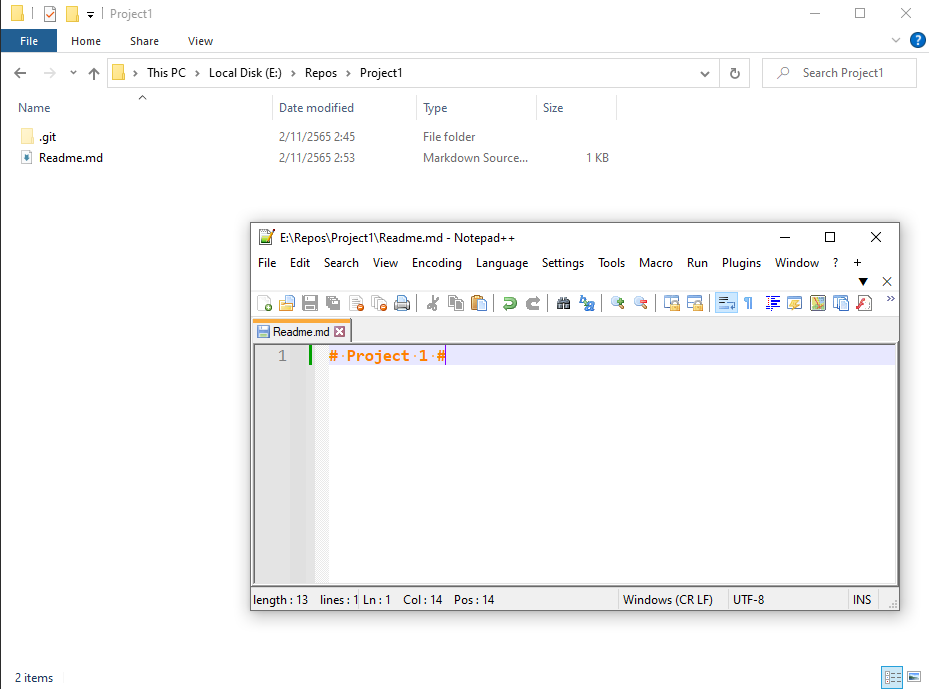 Project1
File Home Share View
This PC > Local Disk (E:) > Repos > Project1
Search Project1
Name Date modified Type Size
.git 2/11/2565 2:45 File folder
Readme.md 2/11/2565 2:53 Markdown Source... 1 KB
E:\Repos\Project1\Readme.md - Notepad++
File Edit Search View Encoding Language Settings Tools Macro Run Plugins Window ? +
Readme.md
1 # Project 1 #
length : 13 lines : 1 Ln : 1 Col : 14 Pos : 14 Windows (CR LF) UTF-8 INS
2 items